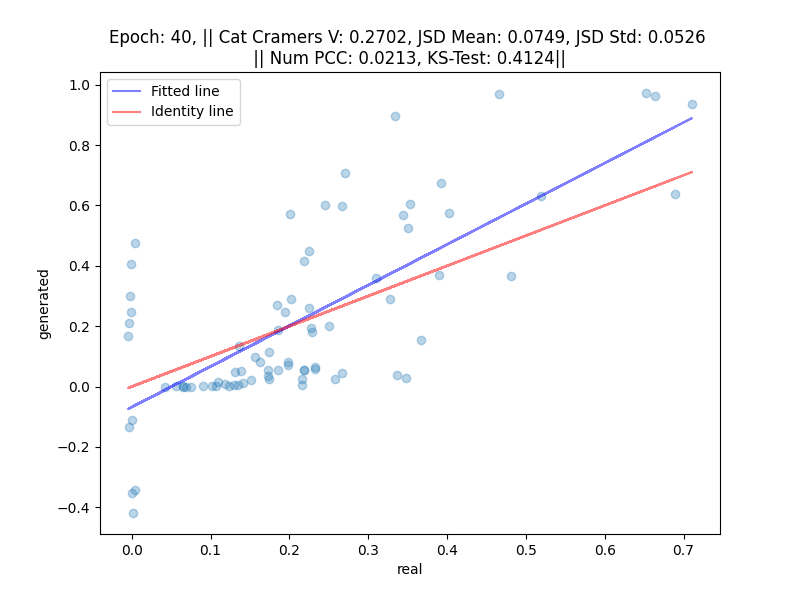 Epoch: 40, || Cat Cramers V: 0.2702, JSD Mean: 0.0749, JSD Std: 0.0526
|| Num PCC: 0.0213, KS-Test: 0.4124||
Fitted line
Identity line
1.0
0.8
0.6
0.4
0.2
0.0
−0.2
−0.4
generated
0.0 0.1 0.2 0.3 0.4 0.5 0.6 0.7
real